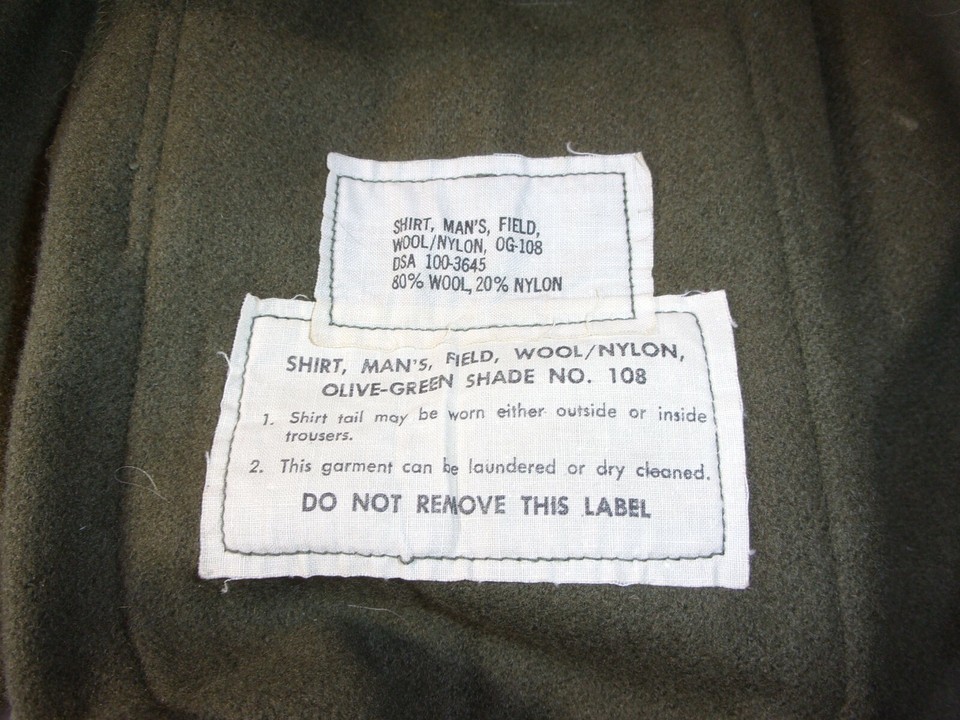 SHIRT, MAN'S, FIELD,
WOOL/NYLON, OG-108
DSA 100-3645
80% WOOL, 20% NYLON
SHIRT, MAN'S, FIELD, WOOL/NYLON,
OLIVE-GREEN SHADE NO. 108
1. Shirt tail may be worn either outside or inside
trousers.
2. This garment can be laundered or dry cleaned.
DO NOT REMOVE THIS LABEL